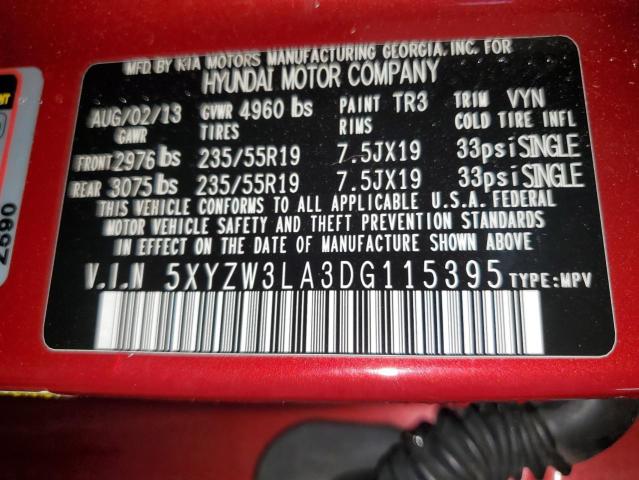 MFD BY KIA MOTORS MANUFACTURING GEORGIA, INC. FOR
HYUNDAI MOTOR COMPANY
AUG/02/13 GVWR 4960 lbs PAINT TR3 TRIM VYN
GAWR TIRES RIMS COLD TIRE INFL
FRONT 2976 lbs 235/55R19 7.5JX19 33psi SINGLE
REAR 3075 lbs 235/55R19 7.5JX19 33psi SINGLE
THIS VEHICLE CONFORMS TO ALL APPLICABLE U.S.A. FEDERAL
MOTOR VEHICLE SAFETY AND THEFT PREVENTION STANDARDS
IN EFFECT ON THE DATE OF MANUFACTURE SHOWN ABOVE
V.I.N 5XYZW3LA3DG115395 TYPE:MPV
2590